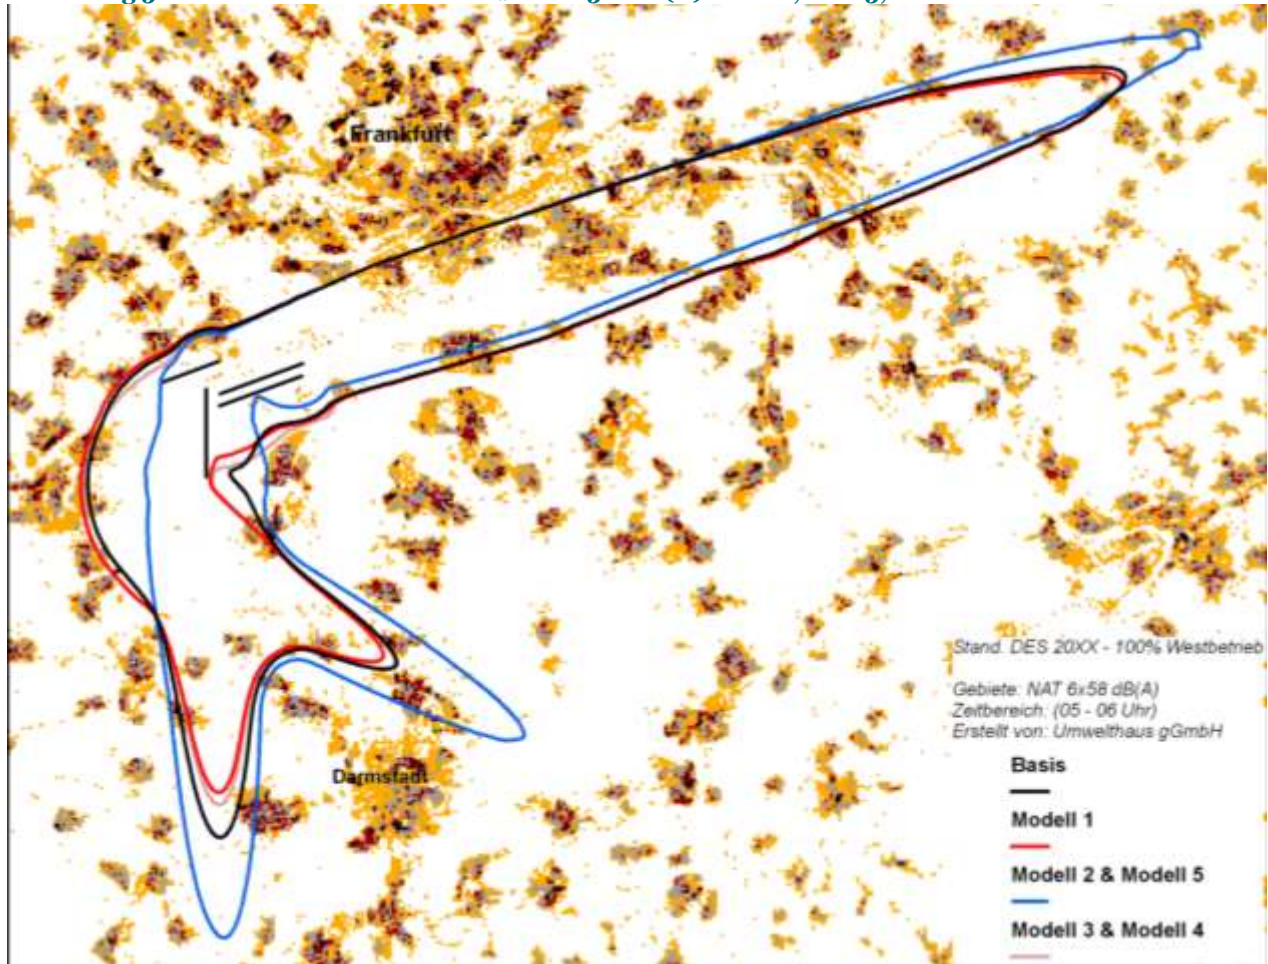 Frankfurt
Stand. DES 20XX - 100% Westbetrieb
Gebiete: NAT 6x58 dB(A)
Zeitbereich: (05 - 06 Uhr)
Erstellt von: Umwelthaus gGmbH
Basis
Darmstadt
Modell 1
Modell 2 & Modell 5
Modell 3 & Modell 4